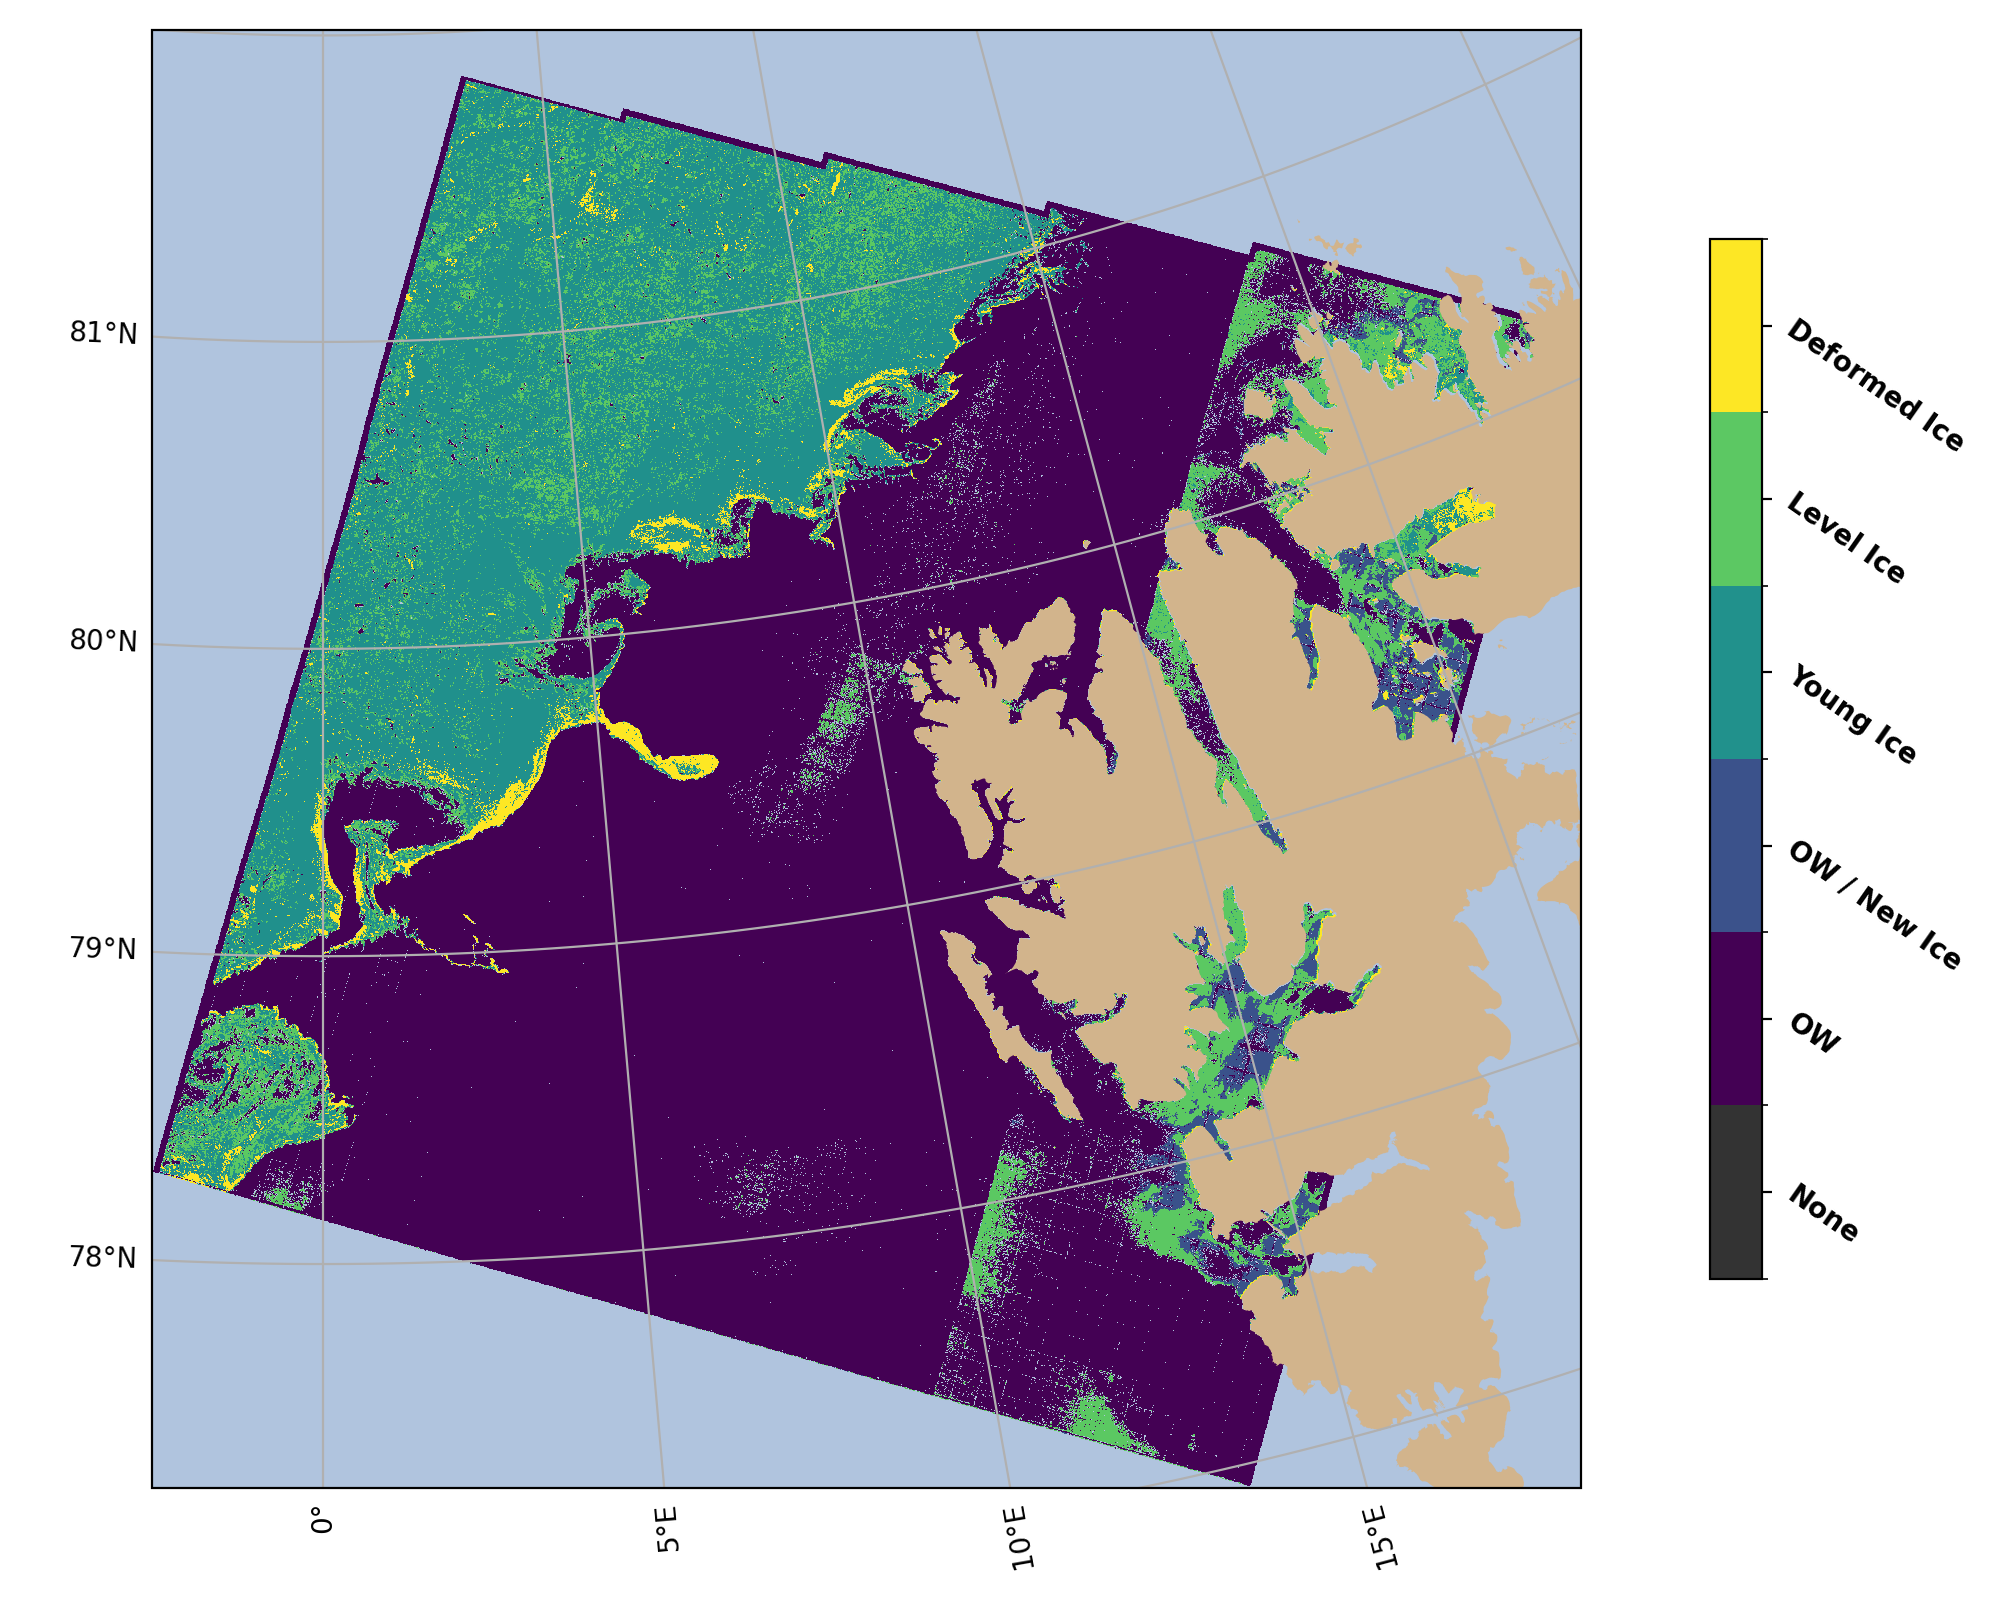 81°N
80°N
79°N
78°N
0°
5°E
10°E
15°E
Deformed Ice
Level Ice
Young Ice
OW / New Ice
OW
None